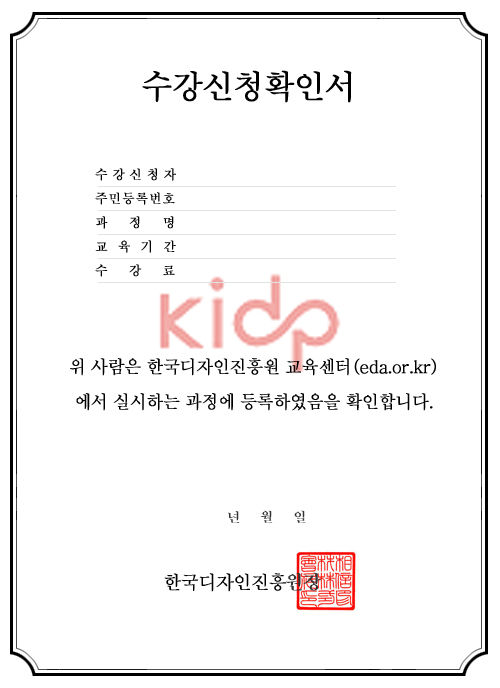 수강신청확인서
수강신청자
주민등록번호
과 정 명
교 육 기 간
수 강 료
kidp
위 사람은 한국디자인진흥원 교육센터(eda.or.kr)
에서 실시하는 과정에 등록하였음을 확인합니다.
년 월 일
한국디자인진흥원장